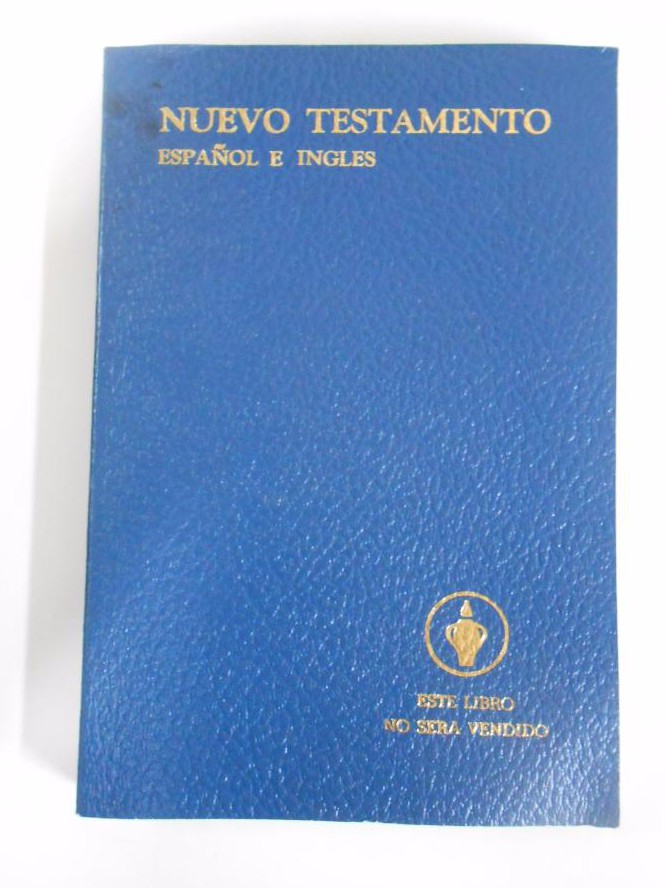 NUEVO TESTAMENTO
ESPAÑOL E INGLES
ESTE LIBRO
NO SERA VENDIDO